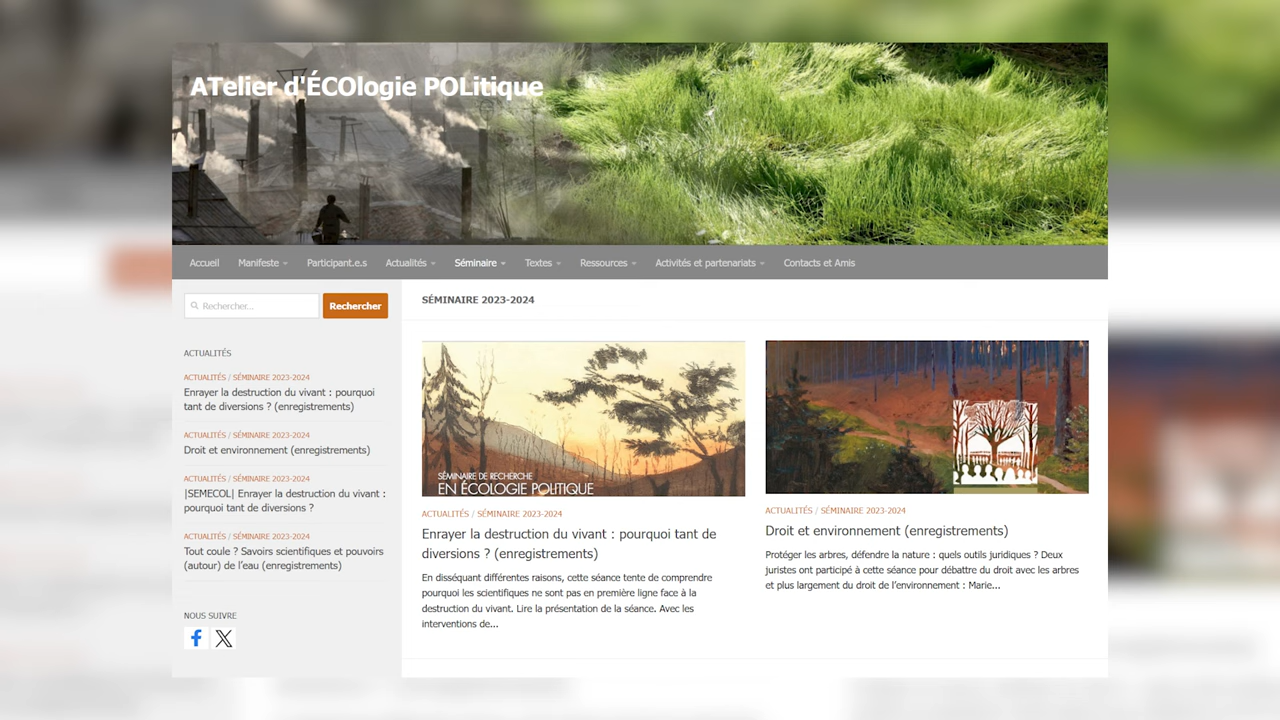 ATelier d'ÉCOlogie POLitique
Accueil
Manifeste
Participant.e.s
Actualités
Séminaire
Textes
Ressources
Activités et partenariats
Contacts et Amis
Rechercher...
Rechercher
ACTUALITÉS
ACTUALITÉS / SÉMINAIRE 2023-2024
Enrayer la destruction du vivant : pourquoi
tant de diversions ? (enregistrements)
ACTUALITÉS / SÉMINAIRE 2023-2024
Droit et environnement (enregistrements)
ACTUALITÉS / SÉMINAIRE 2023-2024
|SEMECOL| Enrayer la destruction du vivant :
pourquoi tant de diversions ?
ACTUALITÉS / SÉMINAIRE 2023-2024
Tout coule ? Savoirs scientifiques et pouvoirs
(autour) de l'eau (enregistrements)
NOUS SUIVRE
SÉMINAIRE 2023-2024
SÉMINAIRE DE RECHERCHE
EN ÉCOLOGIE POLITIQUE
ACTUALITÉS / SÉMINAIRE 2023-2024
Enrayer la destruction du vivant : pourquoi tant de
diversions ? (enregistrements)
En disséquant différentes raisons, cette séance tente de comprendre
pourquoi les scientifiques ne sont pas en première ligne face à la
destruction du vivant. Lire la présentation de la séance. Avec les
interventions de...
ACTUALITÉS / SÉMINAIRE 2023-2024
Droit et environnement (enregistrements)
Protéger les arbres, défendre la nature : quels outils juridiques ? Deux
juristes ont participé à cette séance pour débattre du droit avec les arbres
et plus largement du droit de l'environnement : Marie...